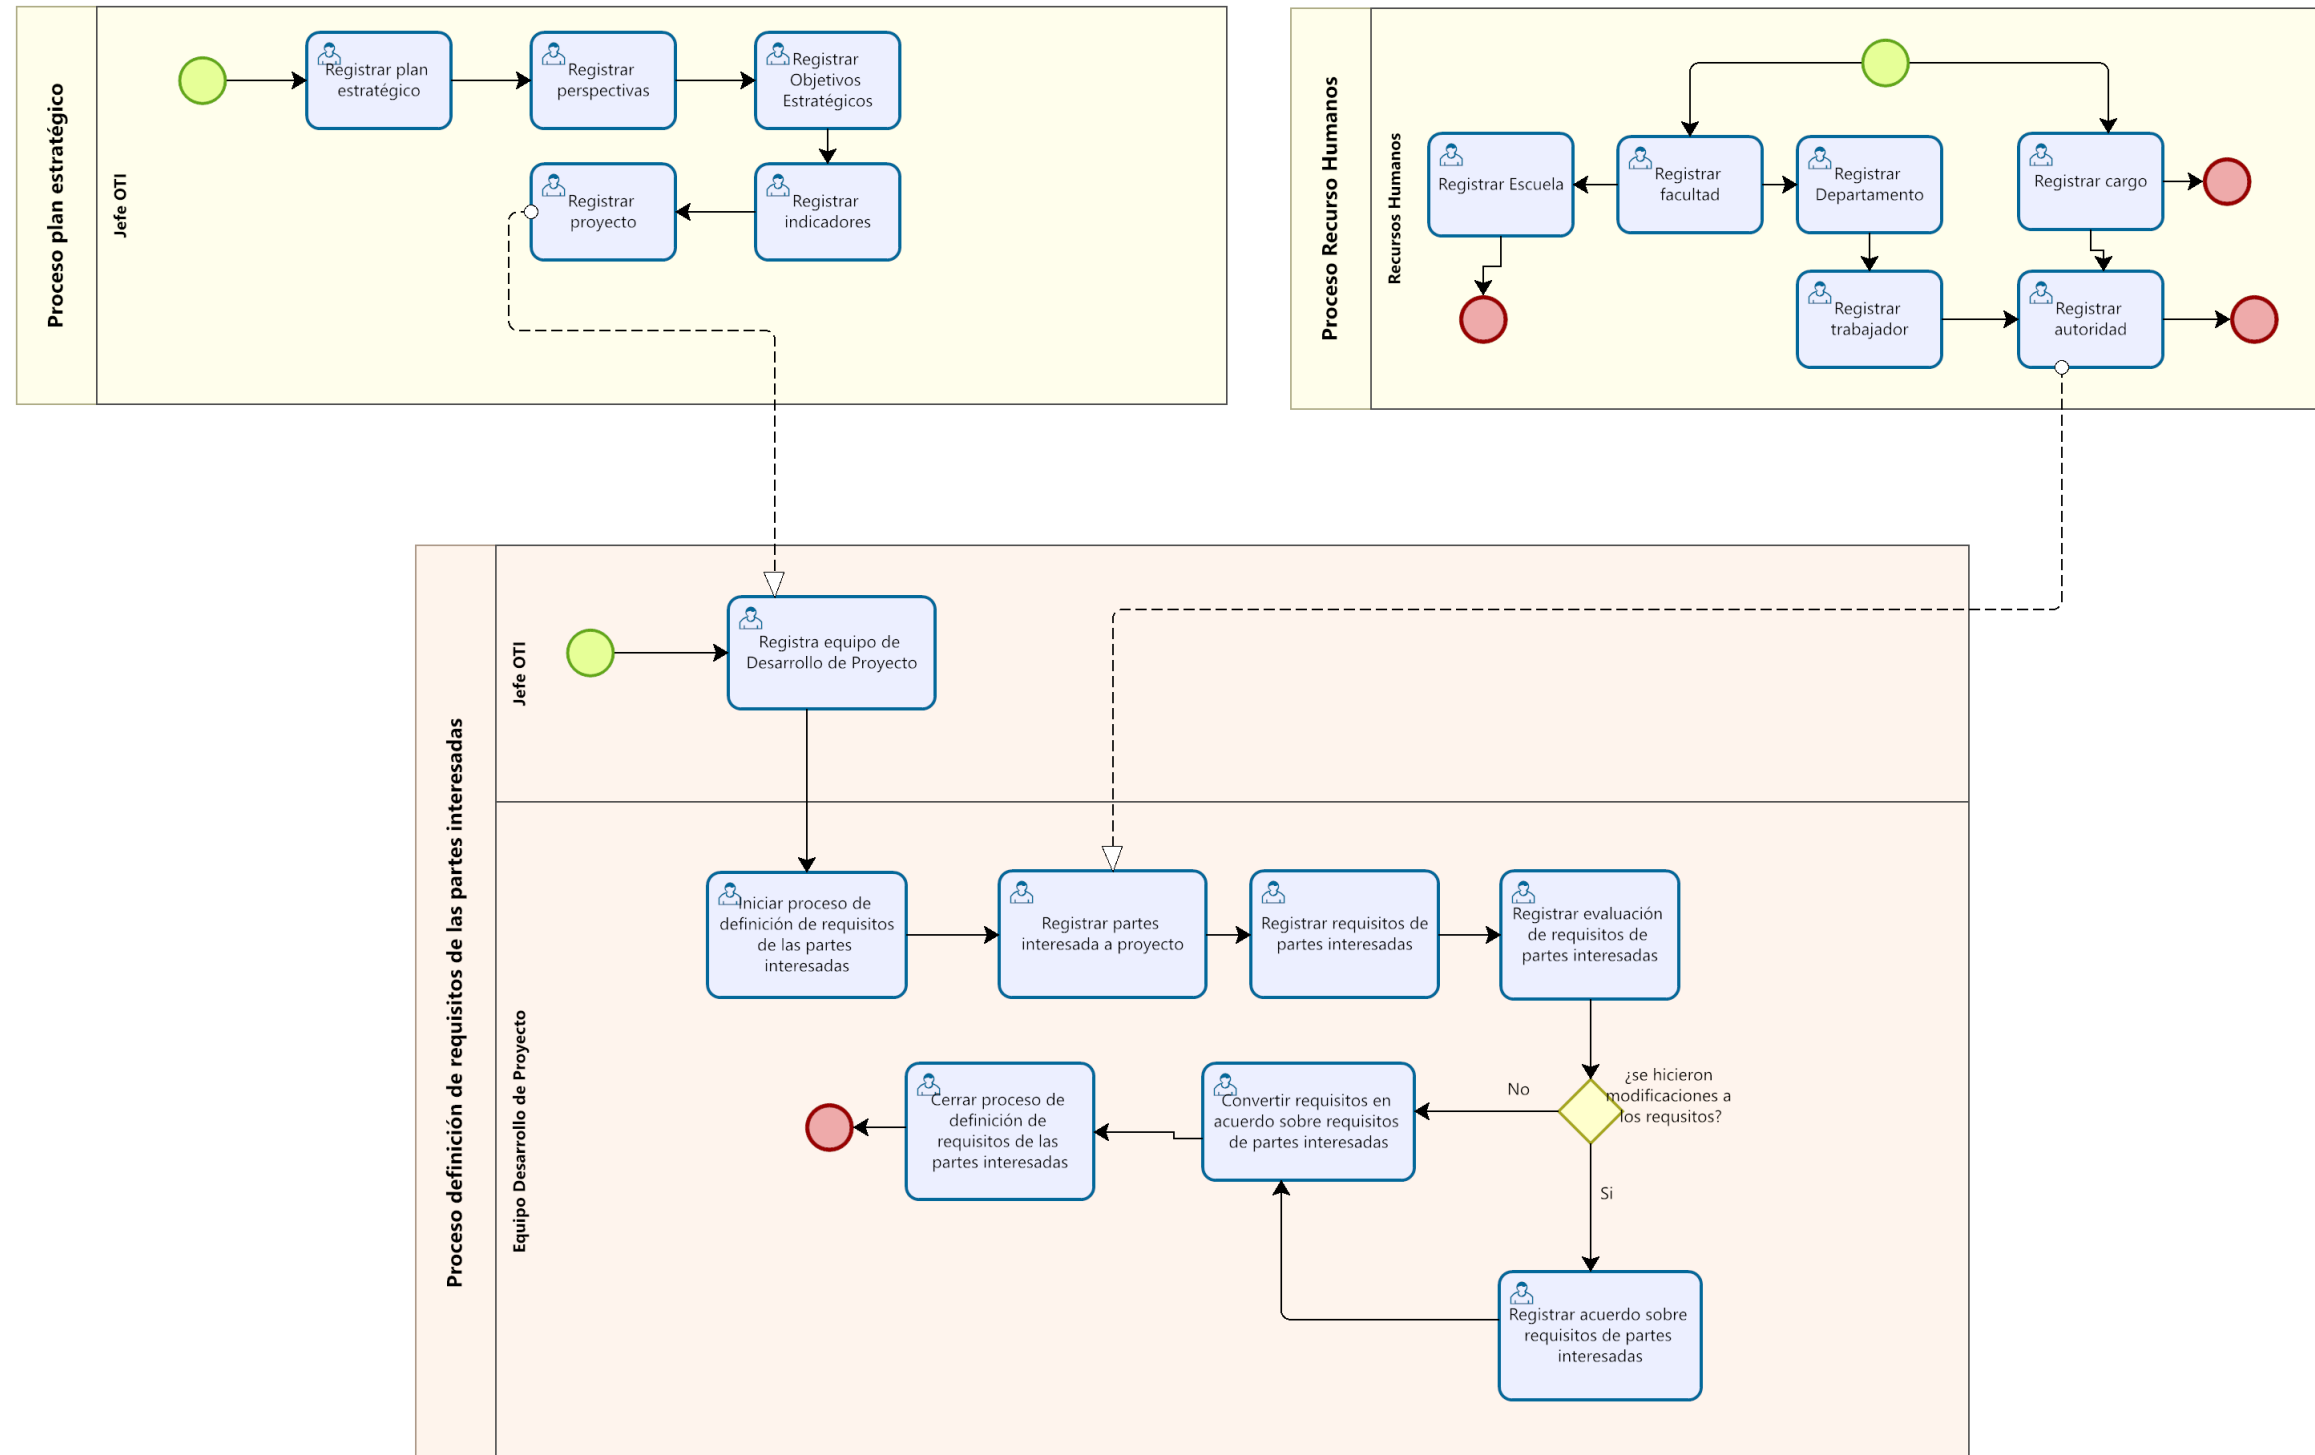 Proceso plan estratégico
Jefe OTI
Registrar plan
estratégico
Registrar
perspectivas
Registrar
Objetivos
Estratégicos
Registrar
proyecto
Registrar
indicadores
Proceso Recurso Humanos
Recursos Humanos
Registrar Escuela
Registrar
facultad
Registrar
Departamento
Registrar cargo
Registrar
trabajador
Registrar
autoridad
Proceso definición de requisitos de las partes interesadas
Jefe OTI
Registra equipo de
Desarrollo de Proyecto
Equipo Desarrollo de Proyecto
Iniciar proceso de
definición de requisitos
de las partes
interesadas
Registrar partes
interesada a proyecto
Registrar requisitos de
partes interesadas
Registrar evaluación
de requisitos de
partes interesadas
¿se hicieron
modificaciones a
los requsitos?
No
Si
Convertir requisitos en
acuerdo sobre requisitos
de partes interesadas
Cerrar proceso de
definición de
requisitos de las
partes interesadas
Registrar acuerdo sobre
requisitos de partes
interesadas